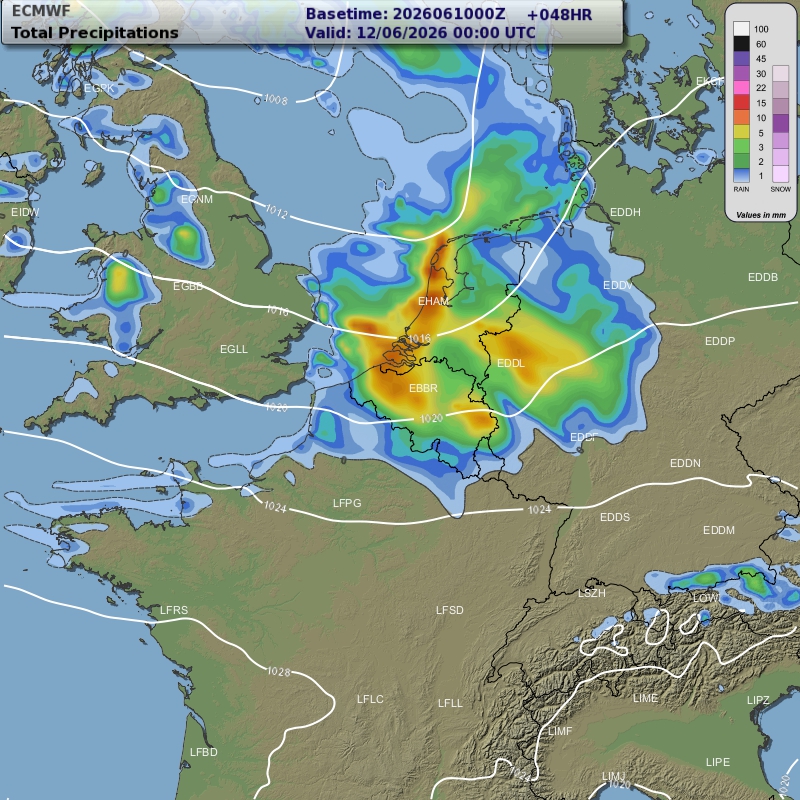 ECMWF
Basetime: 2026061000Z +048HR
Total Precipitations
Valid: 12/06/2026 00:00 UTC
100
60
45
30
22
15
10
5
3
2
1
RAIN
SNOW
Values in mm
EGPK
1008
EIDW
EGNM
1012
EDDH
EGBB
EHAM
EDDV
EDDB
1016
EGLL
1016
EDDL
EDDP
EBBR
1020
1020
EDDF
EDDN
LFPG
1024
1024
EDDS
EDDM
LFRS
LFSD
LSZH
LOWI
1028
LFLC
LFLL
LIME
LIPZ
LIMF
LFBD
LIPE
1024
LIMJ
1020
1020